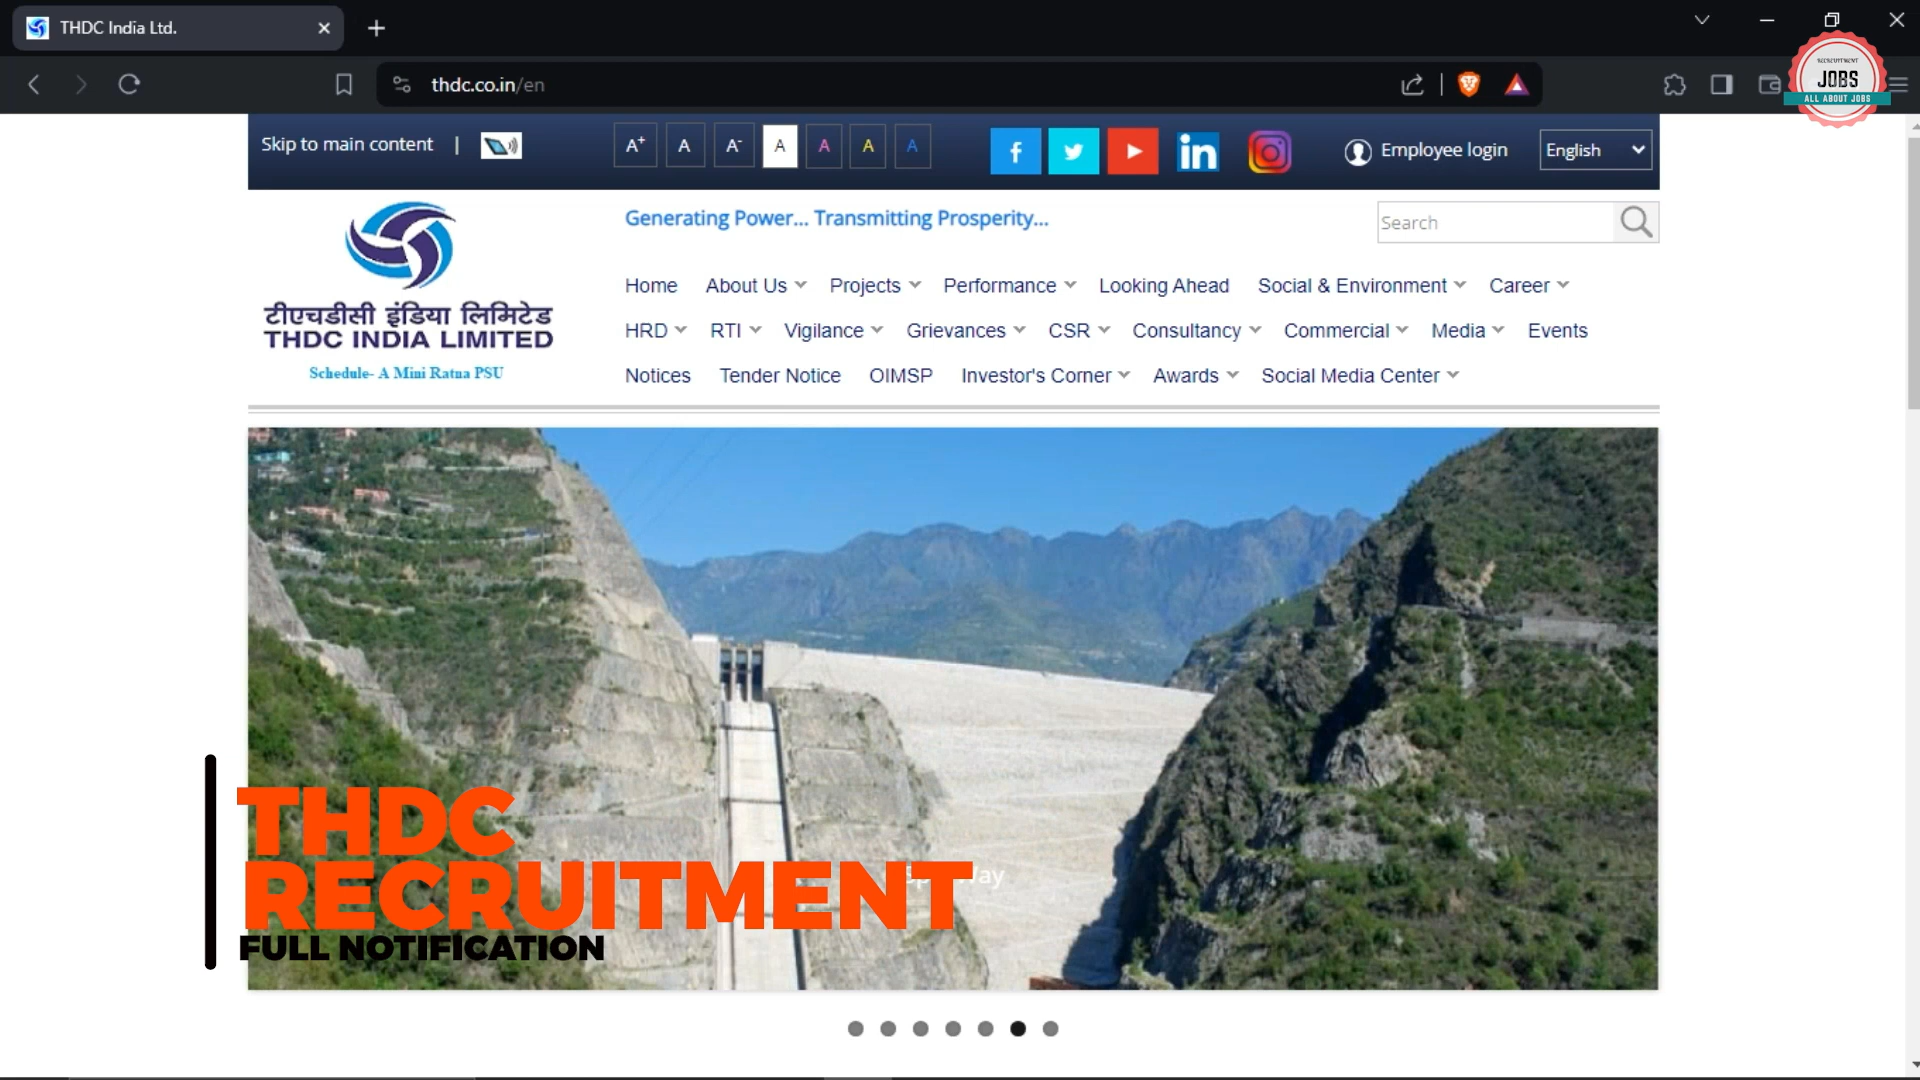 THDC India Ltd.
thdc.co.in/en
RECRUITMENT
JOBS
ALL ABOUT JOBS
Skip to main content |
A+ A A- A A A A
Employee login
English
Generating Power... Transmitting Prosperity...
Search
टीएचडीसी इंडिया लिमिटेड
THDC INDIA LIMITED
Schedule- A Mini Ratna PSU
Home About Us Projects Performance Looking Ahead Social & Environment Career
HRD RTI Vigilance Grievances CSR Consultancy Commercial Media Events
Notices Tender Notice OIMSP Investor's Corner Awards Social Media Center
THDC
RECRUITMENT
FULL NOTIFICATION